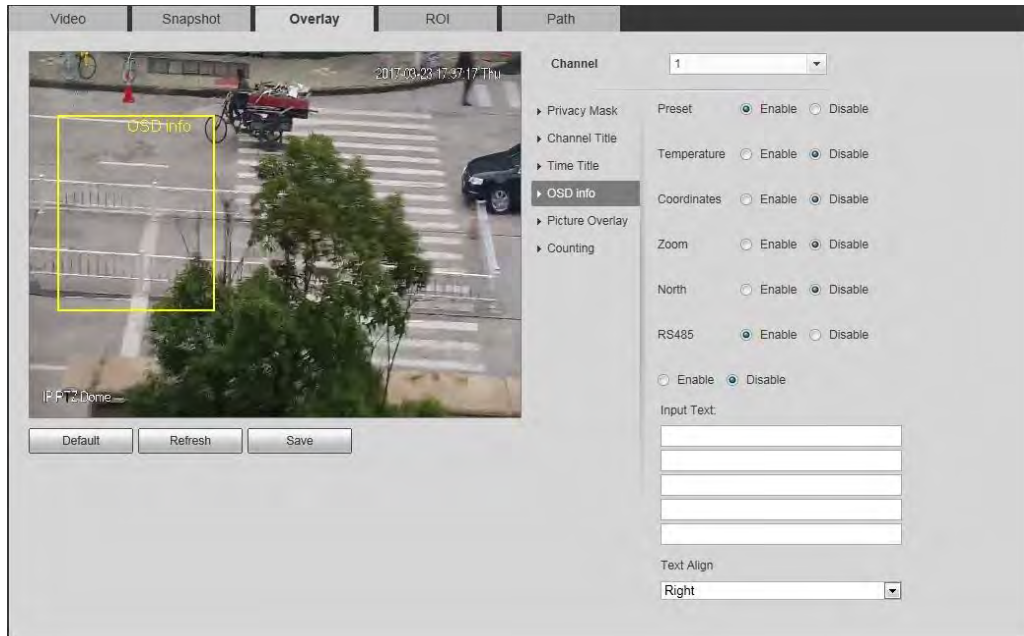 Video Snapshot Overlay ROI Path
2017-03-23 17:37:17 Thu
OSD info
IP PTZ Dome
Default Refresh Save
Channel 1
Privacy Mask
Channel Title
Time Title
OSD info
Picture Overlay
Counting
Preset Enable Disable
Temperature Enable Disable
Coordinates Enable Disable
Zoom Enable Disable
North Enable Disable
RS485 Enable Disable
Enable Disable
Input Text:
Text Align
Right